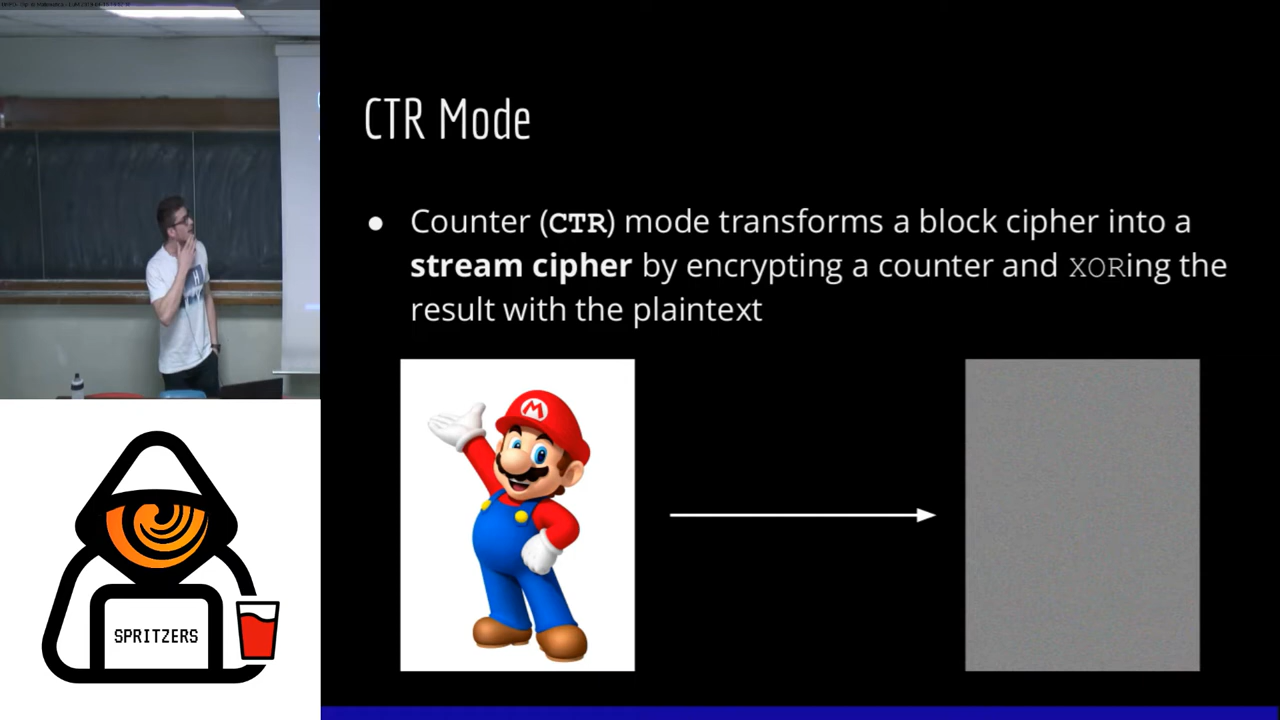 CTR Mode
● Counter (CTR) mode transforms a block cipher into a
stream cipher by encrypting a counter and XORing the
result with the plaintext
M
SPRITZERS